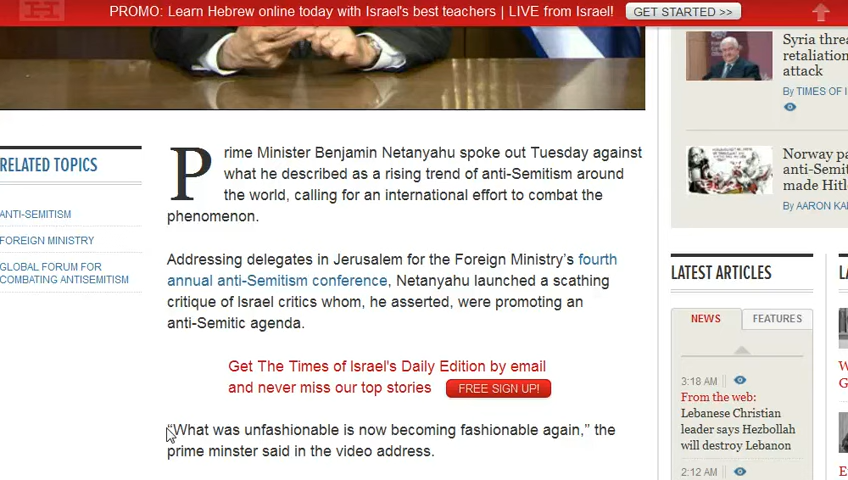 PROMO: Learn Hebrew online today with Israel's best teachers | LIVE from Israel!
GET STARTED >>
RELATED TOPICS
ANTI-SEMITISM
FOREIGN MINISTRY
GLOBAL FORUM FOR
COMBATING ANTISEMITISM
Prime Minister Benjamin Netanyahu spoke out Tuesday against
what he described as a rising trend of anti-Semitism around
the world, calling for an international effort to combat the
phenomenon.
Addressing delegates in Jerusalem for the Foreign Ministry’s fourth
annual anti-Semitism conference, Netanyahu launched a scathing
critique of Israel critics whom, he asserted, were promoting an
anti-Semitic agenda.
Get The Times of Israel's Daily Edition by email
and never miss our top stories
FREE SIGN UP!
“What was unfashionable is now becoming fashionable again,” the
prime minster said in the video address.
Syria threa
retaliation
attack
By TIMES OF I
Norway pa
anti-Semit
made Hitl
By AARON KA
LATEST ARTICLES
NEWS
FEATURES
3:18 AM
From the web:
Lebanese Christian
leader says Hezbollah
will destroy Lebanon
2:12 AM